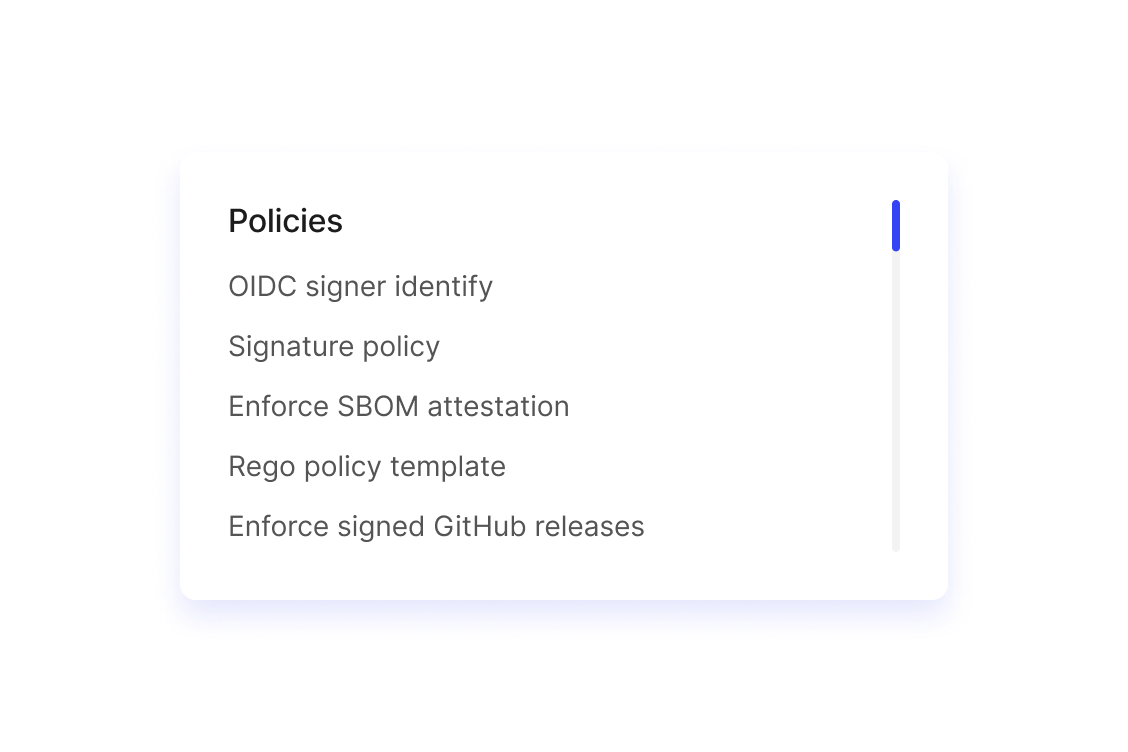 Policies
OIDC signer identify
Signature policy
Enforce SBOM attestation
Rego policy template
Enforce signed GitHub releases